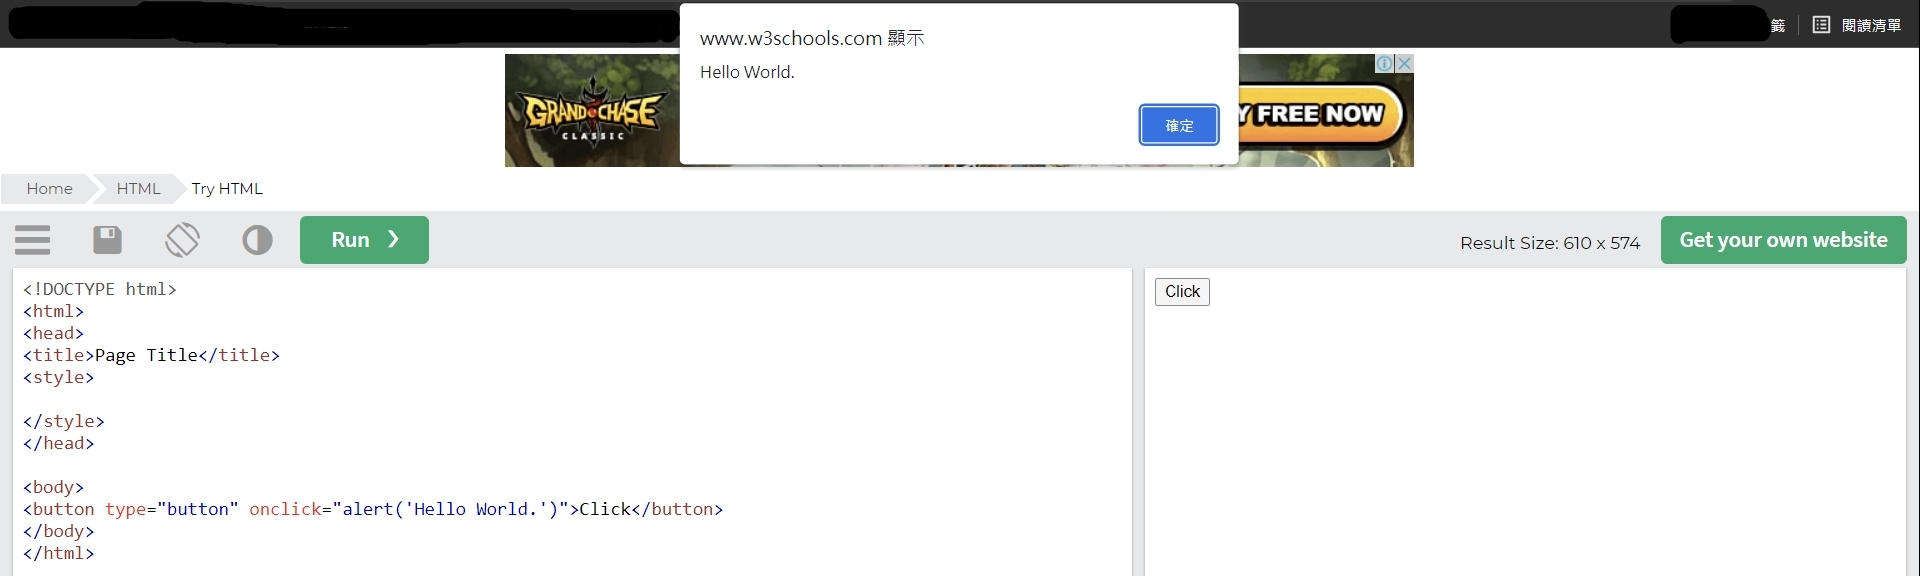 www.w3schools.com 顯示
Hello World.
確定
籤
閱讀清單
GRAND CHASE
CLASSIC
Y FREE NOW
Home
HTML
Try HTML
Run ❯
Result Size: 610 x 574
Get your own website
<!DOCTYPE html>
<html>
<head>
<title>Page Title</title>
<style>
</style>
</head>
<body>
<button type="button" onclick="alert('Hello World.')">Click</button>
</body>
</html>
Click